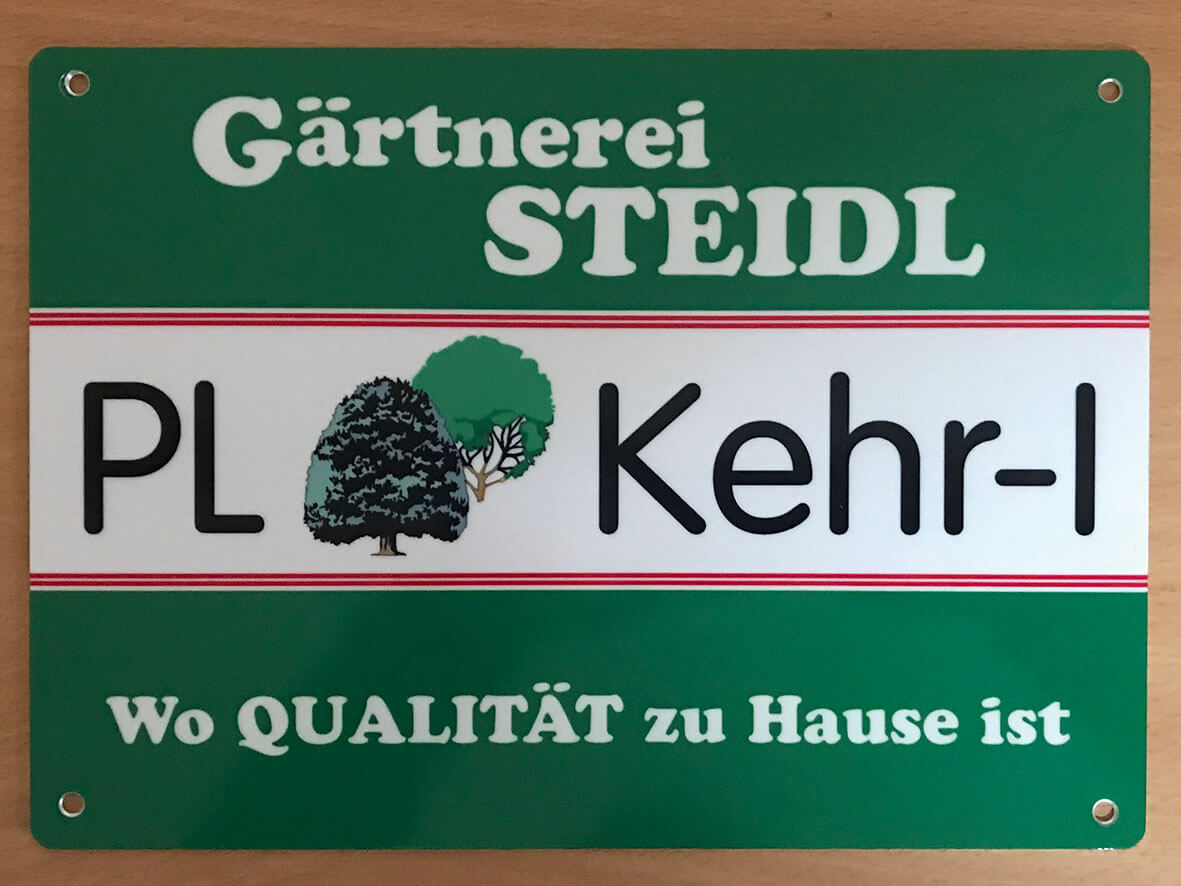 Gärtnerei
STEIDL
PL Kehr-I
Wo QUALITÄT zu Hause ist